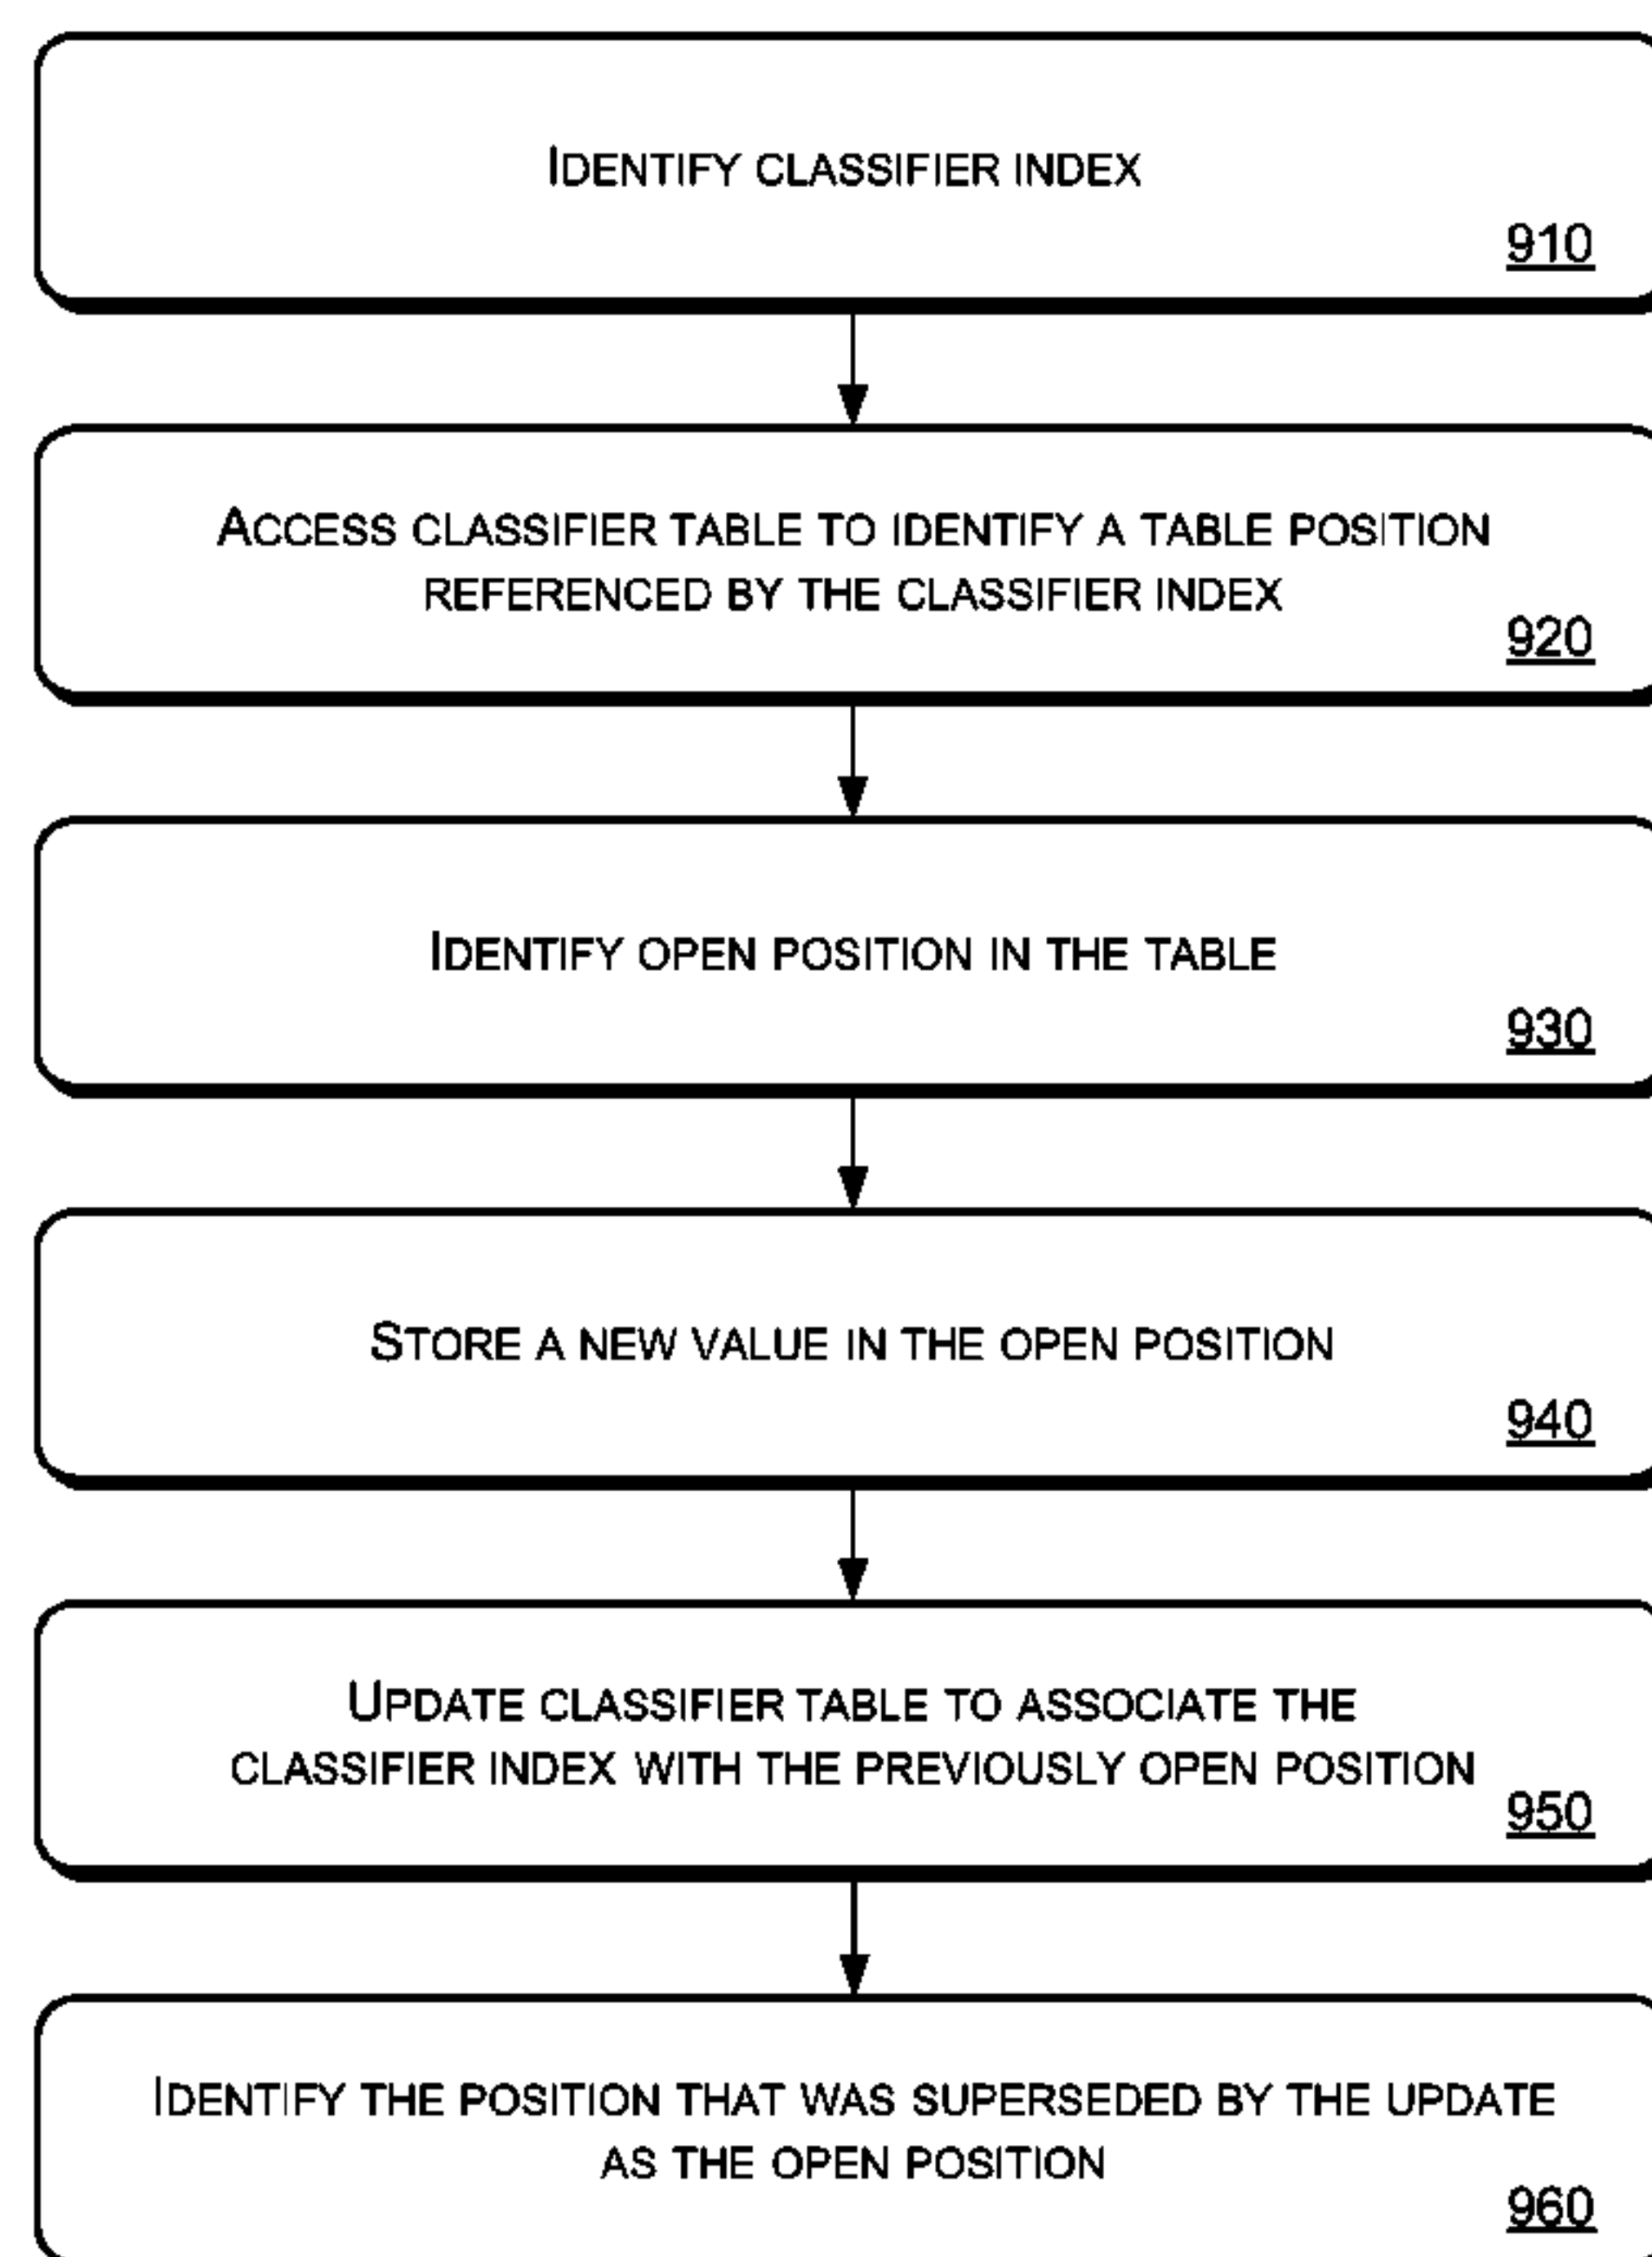 IDENTIFY CLASSIFIER INDEX
910
ACCESS CLASSIFIER TABLE TO IDENTIFY A TABLE POSITION
REFERENCED BY THE CLASSIFIER INDEX
920
IDENTIFY OPEN POSITION IN THE TABLE
930
STORE A NEW VALUE IN THE OPEN POSITION
940
UPDATE CLASSIFIER TABLE TO ASSOCIATE THE
CLASSIFIER INDEX WITH THE PREVIOUSLY OPEN POSITION
950
IDENTIFY THE POSITION THAT WAS SUPERSEDED BY THE UPDATE
AS THE OPEN POSITION
960